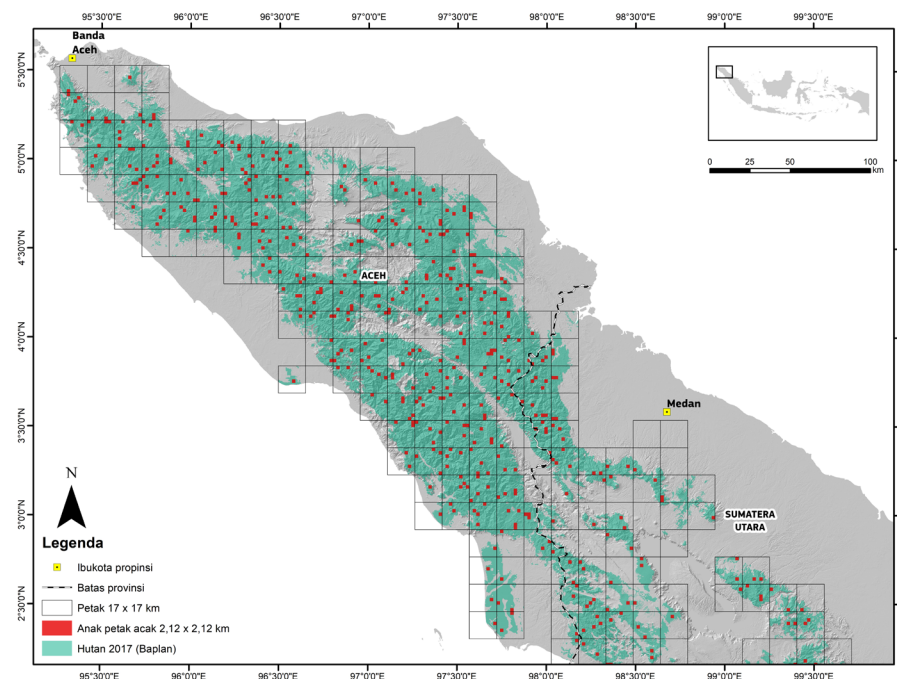 95°30'0"E 96°0'0"E 96°30'0"E 97°0'0"E 97°30'0"E 98°0'0"E 98°30'0"E 99°0'0"E 99°30'0"E
Banda
Aceh
5°30'0"N
5°0'0"N
4°30'0"N
4°0'0"N
3°30'0"N
3°0'0"N
2°30'0"N
0 25 50 100
km
ACEH
Medan
SUMATERA
UTARA
N
Legenda
Ibukota propinsi
Batas provinsi
Petak 17 x 17 km
Anak petak acak 2,12 x 2,12 km
Hutan 2017 (Baplan)
95°30'0"E 96°0'0"E 96°30'0"E 97°0'0"E 97°30'0"E 98°0'0"E 98°30'0"E 99°0'0"E 99°30'0"E